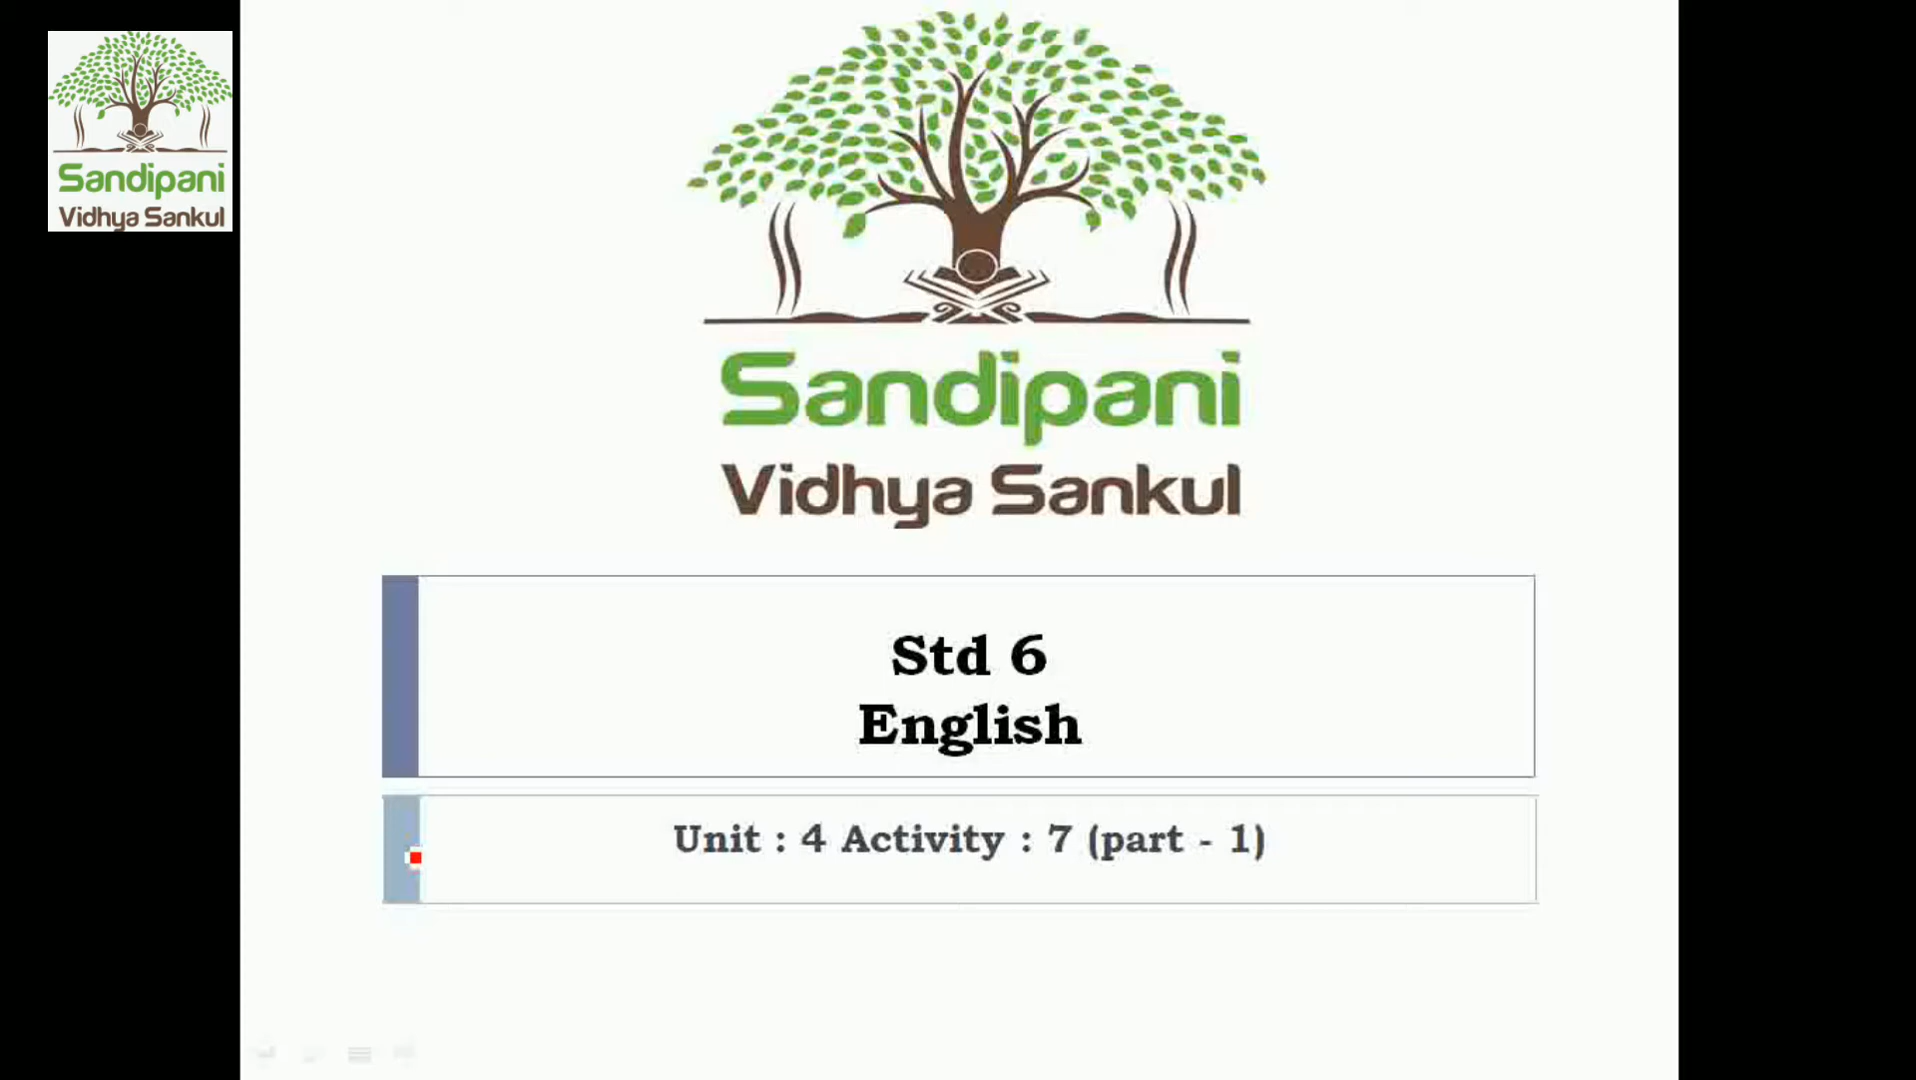 Sandipani
Vidhya Sankul
Sandipani
Vidhya Sankul
Std 6
English
Unit : 4 Activity : 7 (part - 1)